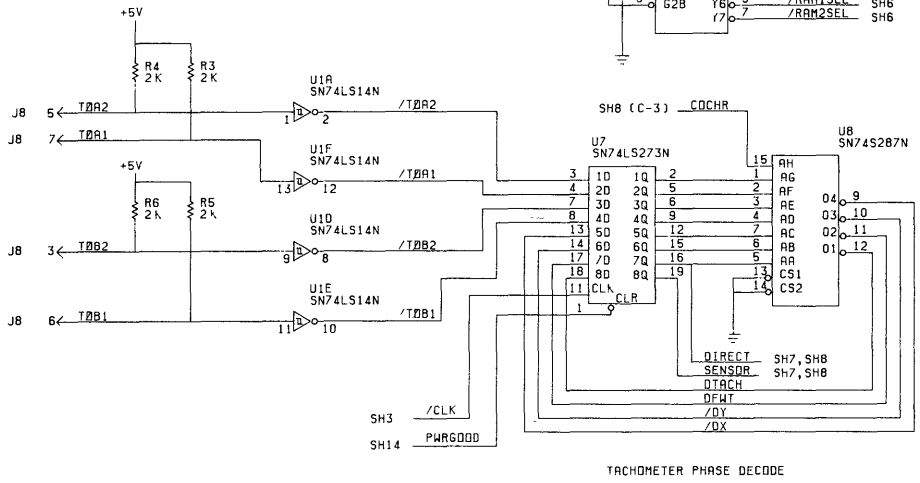 +5V
G2B Y6 /RAM1SEL SH6
Y7 7 /RAM2SEL SH6
R4 2K
R3 2K
U1A
SN74LS14N
J8 5 TØA2 1 2 /TØA2
J8 7 TØA1
SH8 (C-3) COCHR
U1F
SN74LS14N
13 12 /TØA1
U7
SN74LS273N
U8
SN74S287N
+5V
R6 2K
R5 2K
U1D
SN74LS14N
J8 3 TØB2 9 8 /TØB2
U1E
SN74LS14N
J8 6 TØB1 11 10 /TØB1
15 AH
3 1D 1Q 2 1 AG
4 2D 2Q 5 2 AF
7 3D 3Q 6 3 AE O4 9
8 4D 4Q 9 4 AD O3 10
13 5D 5Q 12 7 AC O2 11
14 6D 6Q 15 6 AB O1 12
17 /D 7Q 16 5 AA
18 8D 8Q 19 13 CS1
11 CLK 14 CS2
1 CLR
DIRECT SH7,SH8
SENSOR SH7,SH8
DTACH
DFWT
/DY
/DX
SH3 /CLK
SH14 PWRGOOD
TACHOMETER PHASE DECODE